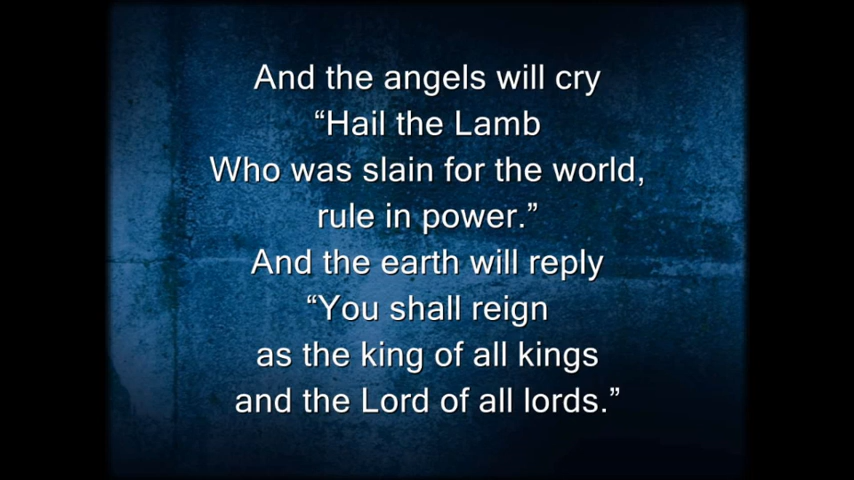 And the angels will cry
“Hail the Lamb
Who was slain for the world,
rule in power.”
And the earth will reply
“You shall reign
as the king of all kings
and the Lord of all lords.”